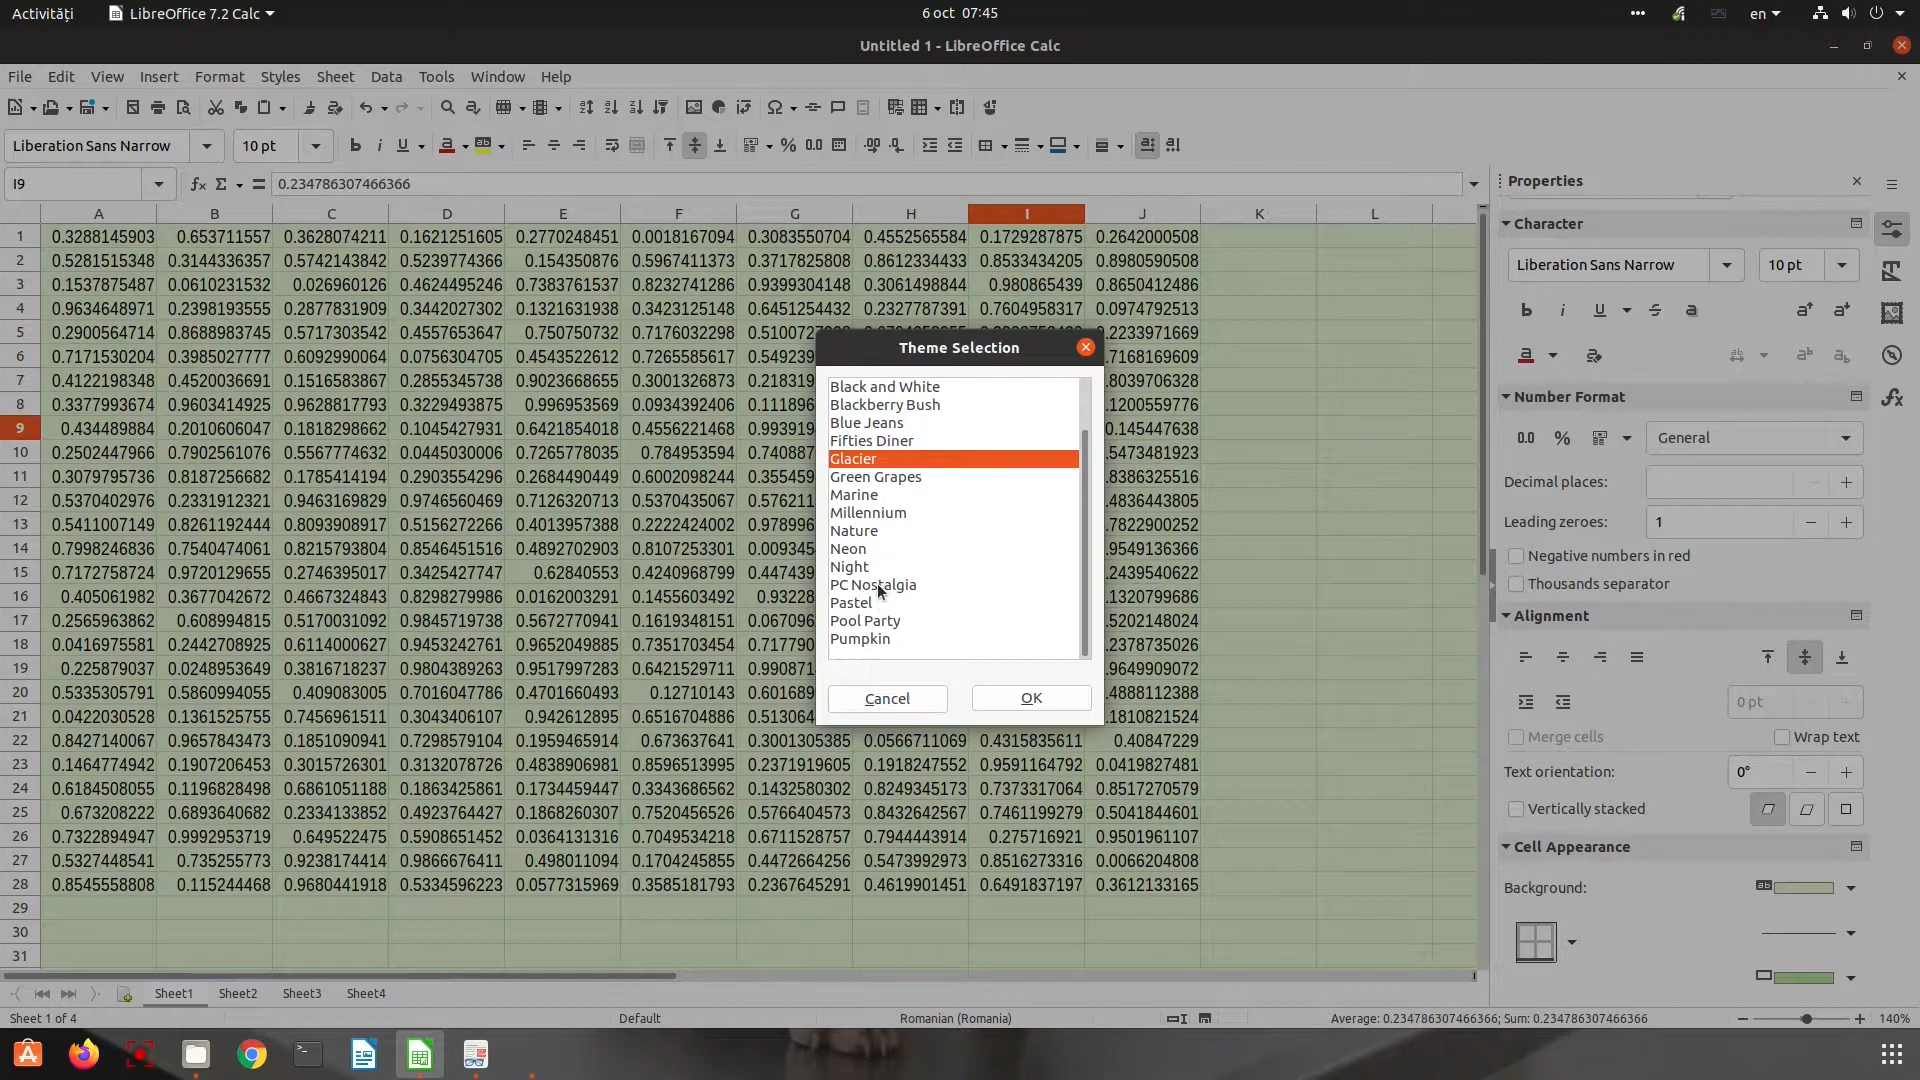 Activități
LibreOffice 7.2 Calc
6 oct 07:45
en
Untitled 1 - LibreOffice Calc
File Edit View Insert Format Styles Sheet Data Tools Window Help
Liberation Sans Narrow 10 pt
I9 0.234786307466366
A B C D E F G H I J K L
1 0.3288145903 0.653711557 0.3628074211 0.1621251605 0.2770248451 0.0018167094 0.3083550704 0.4552565584 0.1729287875 0.2642000508
2 0.5281515348 0.3144336357 0.5742143842 0.5239774366 0.154350876 0.5967411373 0.3717825808 0.8612334433 0.8533434205 0.8980590508
3 0.1537875487 0.0610231532 0.026960126 0.4624495246 0.7383761537 0.8232741286 0.9399304148 0.3061498844 0.980865439 0.8650412486
4 0.9634648971 0.2398193555 0.2877831909 0.3442027302 0.1321631938 0.3423125148 0.6451254432 0.2327787391 0.7604958317 0.0974792513
5 0.2900564714 0.8688983745 0.5717303542 0.4557653647 0.750750732 0.7176032298 0.2233971669
6 0.7171530204 0.3985027777 0.6092990064 0.0756304705 0.4543522612 0.7265585617 0.54923 .7168169609
7 0.4122198348 0.4520036691 0.1516583867 0.2855345738 0.9023668655 0.3001326873 0.21831 .8039706328
8 0.3377993674 0.9603414925 0.9628817793 0.3229493875 0.996953569 0.0934392406 0.11189 .1200559776
9 0.434489884 0.2010606047 0.1818298662 0.1045427931 0.6421854018 0.4556221468 0.99391 .145447638
10 0.2502447966 0.7902561076 0.5567774632 0.0445030006 0.7265778035 0.784953594 0.74088 .5473481923
11 0.3079795736 0.8187256682 0.1785414194 0.2903554296 0.2684490449 0.6002098244 0.35545 .8386325516
12 0.5370402976 0.2331912321 0.9463169829 0.9746560469 0.7126320713 0.5370435067 0.57621 .4836443805
13 0.5411007149 0.8261192444 0.8093908917 0.5156272266 0.4013957388 0.2222424002 0.97899 .7822900252
14 0.7998246836 0.7540474061 0.8215793804 0.8546451516 0.4892702903 0.8107253301 0.00934 .9549136366
15 0.7172758724 0.9720129655 0.2746395017 0.3425427747 0.62840553 0.4240968799 0.44743 .2439540622
16 0.405061982 0.3677042672 0.4667324843 0.8298279986 0.0162003291 0.1455603492 0.9322 .1320799686
17 0.2565963862 0.608994815 0.5170031092 0.9845719738 0.5672770941 0.1619348151 0.06709 .5202148024
18 0.0416975581 0.2442708925 0.6114000627 0.9453242761 0.9652049885 0.7351703454 0.71779 .2378735026
19 0.225879037 0.0248953649 0.3816718237 0.9804389263 0.9517997283 0.6421529711 0.99087 .9649909072
20 0.5335305791 0.5860994055 0.409083005 0.7016047786 0.4701660493 0.12710143 0.60168 .4888112388
21 0.0422030528 0.1361525755 0.7456961511 0.3043406107 0.942612895 0.6516704886 0.51306 .1810821524
22 0.8427140067 0.9657843473 0.1851090941 0.7298579104 0.1959465914 0.673637641 0.3001305385 0.0566711069 0.4315835611 0.40847229
23 0.1464774942 0.1907206453 0.3015726301 0.3132078726 0.4838906981 0.8596513995 0.2371919605 0.1918247552 0.9591164792 0.0419827481
24 0.6184508055 0.1196828498 0.6861051188 0.1863425861 0.1734459447 0.3343686562 0.1432580302 0.8249345173 0.7373317064 0.8517270579
25 0.673208222 0.6893640682 0.2334133852 0.4923764427 0.1868260307 0.7520456526 0.5766404573 0.8432642567 0.7461199279 0.5041844601
26 0.7322894947 0.9992953719 0.649522475 0.5908651452 0.0364131316 0.7049534218 0.6711528757 0.7944443914 0.275716921 0.9501961107
27 0.5327448541 0.735255773 0.9238174414 0.9866676411 0.498011094 0.1704245855 0.4472664256 0.5473992973 0.8516273316 0.0066204808
28 0.8545558808 0.115244468 0.9680441918 0.5334596223 0.0577315969 0.3585181793 0.2367645291 0.4619901451 0.6491837197 0.3612133165
29
30
31
Theme Selection
Black and White
Blackberry Bush
Blue Jeans
Fifties Diner
Glacier
Green Grapes
Marine
Millennium
Nature
Neon
Night
PC Nostalgia
Pastel
Pool Party
Pumpkin
Cancel OK
Properties
Character
Liberation Sans Narrow 10 pt
Number Format
General
Decimal places:
Leading zeroes: 1
Negative numbers in red
Thousands separator
Alignment
0 pt
Merge cells Wrap text
Text orientation: 0°
Vertically stacked
Cell Appearance
Background:
Sheet1 Sheet2 Sheet3 Sheet4
Sheet 1 of 4 Default Romanian (Romania) Average: 0.234786307466366; Sum: 0.234786307466366 140%